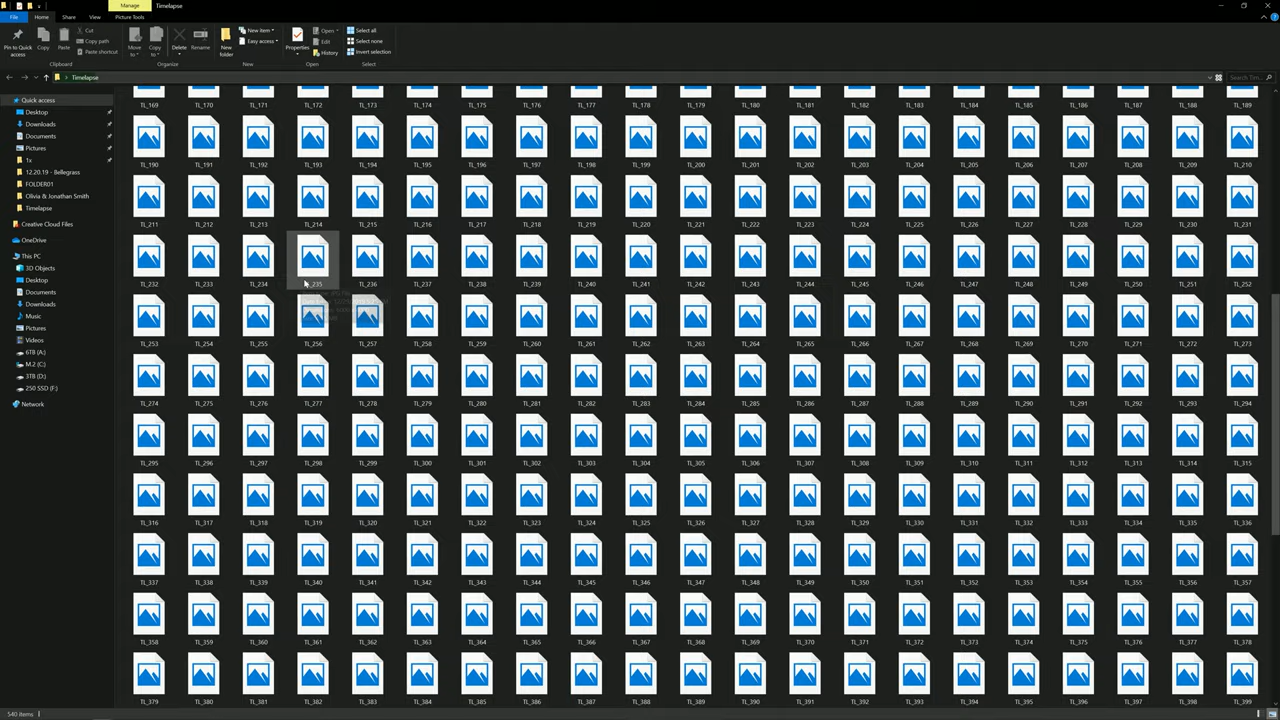 Manage
Timelapse
File
Home
Share
View
Picture Tools
Pin to Quick access
Copy
Paste
Cut
Copy path
Paste shortcut
Clipboard
Move to
Copy to
Delete
Rename
Organize
New folder
New item
Easy access
New
Properties
Open
Edit
History
Open
Select all
Select none
Invert selection
Select
Timelapse
Search Tim...
Quick access
Desktop
Downloads
Documents
Pictures
1x
12.20.19 - Bellegrass
FOLDER01
Olivia & Jonathan Smith
Timelapse
Creative Cloud Files
OneDrive
This PC
3D Objects
Desktop
Documents
Downloads
Music
Pictures
Videos
6TB (A:)
M.2 (C:)
3TB (D:)
250 SSD (F:)
Network
TL_169 TL_170 TL_171 TL_172 TL_173 TL_174 TL_175 TL_176 TL_177 TL_178 TL_179 TL_180 TL_181 TL_182 TL_183 TL_184 TL_185 TL_186 TL_187 TL_188 TL_189
TL_190 TL_191 TL_192 TL_193 TL_194 TL_195 TL_196 TL_197 TL_198 TL_199 TL_200 TL_201 TL_202 TL_203 TL_204 TL_205 TL_206 TL_207 TL_208 TL_209 TL_210
TL_211 TL_212 TL_213 TL_214 TL_215 TL_216 TL_217 TL_218 TL_219 TL_220 TL_221 TL_222 TL_223 TL_224 TL_225 TL_226 TL_227 TL_228 TL_229 TL_230 TL_231
TL_232 TL_233 TL_234 TL_235 TL_236 TL_237 TL_238 TL_239 TL_240 TL_241 TL_242 TL_243 TL_244 TL_245 TL_246 TL_247 TL_248 TL_249 TL_250 TL_251 TL_252
TL_253 TL_254 TL_255 TL_256 TL_257 TL_258 TL_259 TL_260 TL_261 TL_262 TL_263 TL_264 TL_265 TL_266 TL_267 TL_268 TL_269 TL_270 TL_271 TL_272 TL_273
TL_274 TL_275 TL_276 TL_277 TL_278 TL_279 TL_280 TL_281 TL_282 TL_283 TL_284 TL_285 TL_286 TL_287 TL_288 TL_289 TL_290 TL_291 TL_292 TL_293 TL_294
TL_295 TL_296 TL_297 TL_298 TL_299 TL_300 TL_301 TL_302 TL_303 TL_304 TL_305 TL_306 TL_307 TL_308 TL_309 TL_310 TL_311 TL_312 TL_313 TL_314 TL_315
TL_316 TL_317 TL_318 TL_319 TL_320 TL_321 TL_322 TL_323 TL_324 TL_325 TL_326 TL_327 TL_328 TL_329 TL_330 TL_331 TL_332 TL_333 TL_334 TL_335 TL_336
TL_337 TL_338 TL_339 TL_340 TL_341 TL_342 TL_343 TL_344 TL_345 TL_346 TL_347 TL_348 TL_349 TL_350 TL_351 TL_352 TL_353 TL_354 TL_355 TL_356 TL_357
TL_358 TL_359 TL_360 TL_361 TL_362 TL_363 TL_364 TL_365 TL_366 TL_367 TL_368 TL_369 TL_370 TL_371 TL_372 TL_373 TL_374 TL_375 TL_376 TL_377 TL_378
TL_379 TL_380 TL_381 TL_382 TL_383 TL_384 TL_385 TL_386 TL_387 TL_388 TL_389 TL_390 TL_391 TL_392 TL_393 TL_394 TL_395 TL_396 TL_397 TL_398 TL_399
540 items